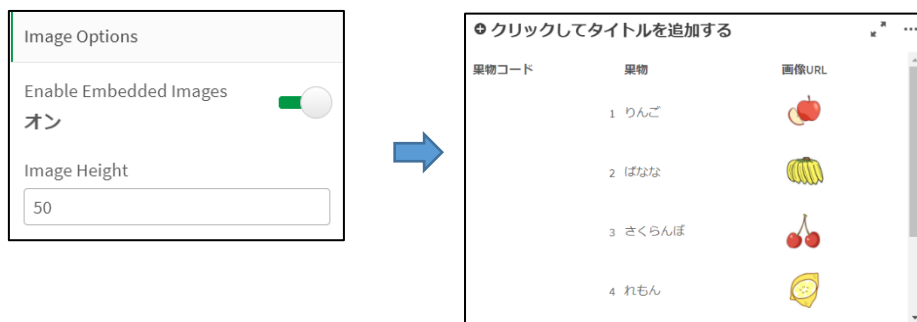 Image Options
Enable Embedded Images
オン
Image Height
50
クリックしてタイトルを追加する
果物コード 果物 画像URL
1 りんご
2 ばなな
3 さくらんぼ
4 れもん